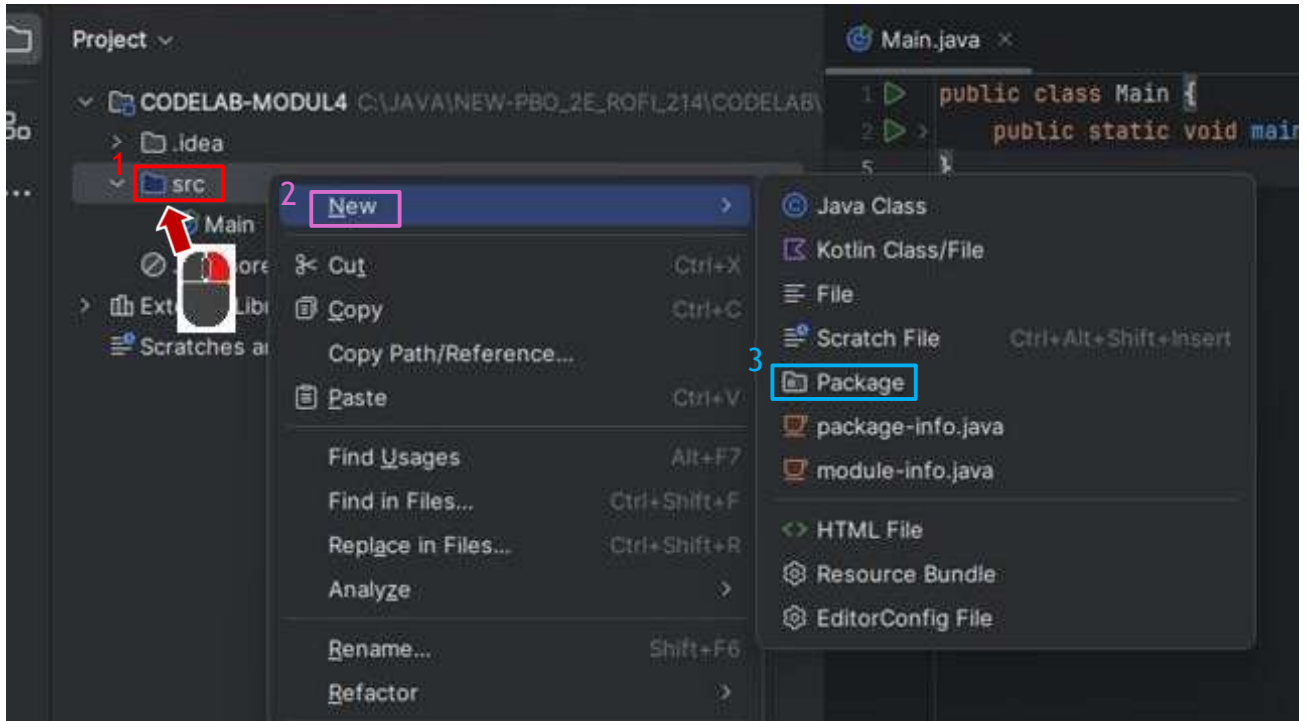 Project
Main.java
CODELAB-MODUL4 C:\JAVA\NEW-PBO_2E_ROFI_214\CODELAB\
1 public class Main {
.idea
2 public static void main
1
src
5 }
Main
2
New
Java Class
Kotlin Class/File
Cut Ctrl+X
File
Copy Ctrl+C
Scratch File Ctrl+Alt+Shift+Insert
Scratches
Copy Path/Reference...
3
Package
Paste Ctrl+V
package-info.java
Find Usages Alt+F7
module-info.java
Find in Files... Ctrl+Shift+F
HTML File
Replace in Files... Ctrl+Shift+R
Resource Bundle
Analyze
EditorConfig File
Rename... Shift+F6
Refactor